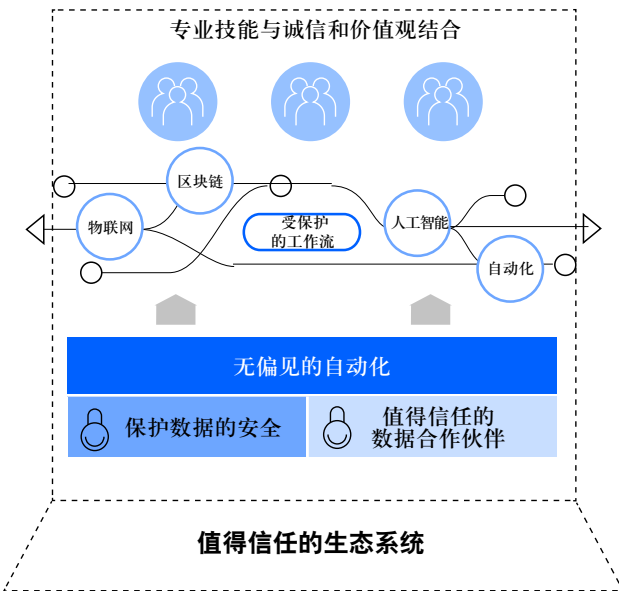 专业技能与诚信和价值观结合
区块链
物联网
受保护
的工作流
人工智能
自动化
无偏见的自动化
保护数据的安全
值得信任的
数据合作伙伴
值得信任的生态系统